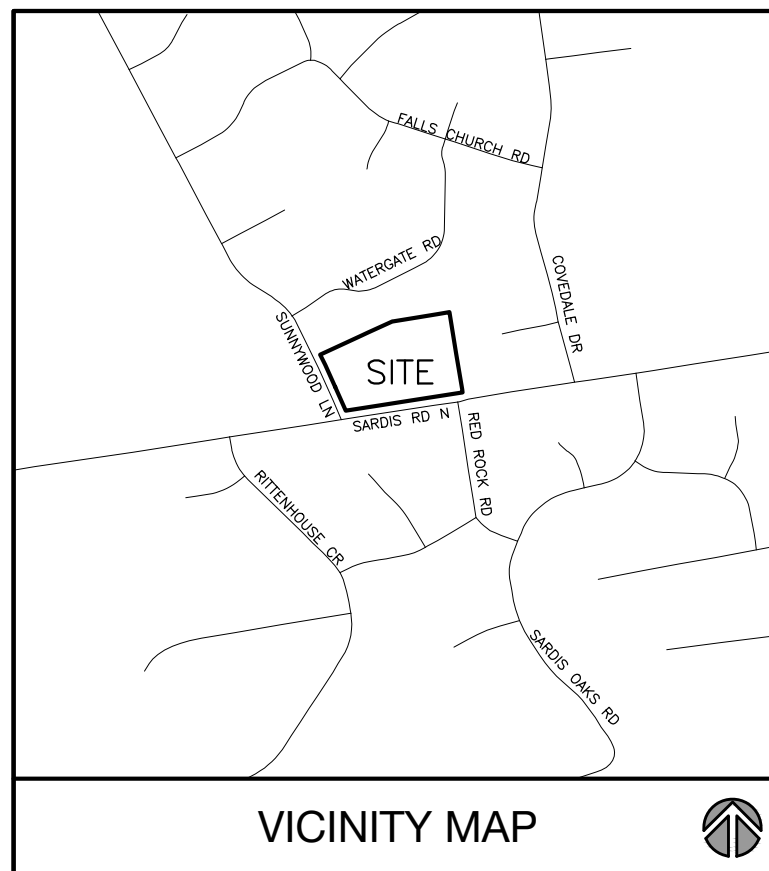 FALLS CHURCH RD
WATERGATE RD
COVEDALE DR
SUNNYWOOD LN
SITE
SARDIS RD N
RED ROCK RD
RITTENHOUSE CR
SARDIS OAKS RD
VICINITY MAP